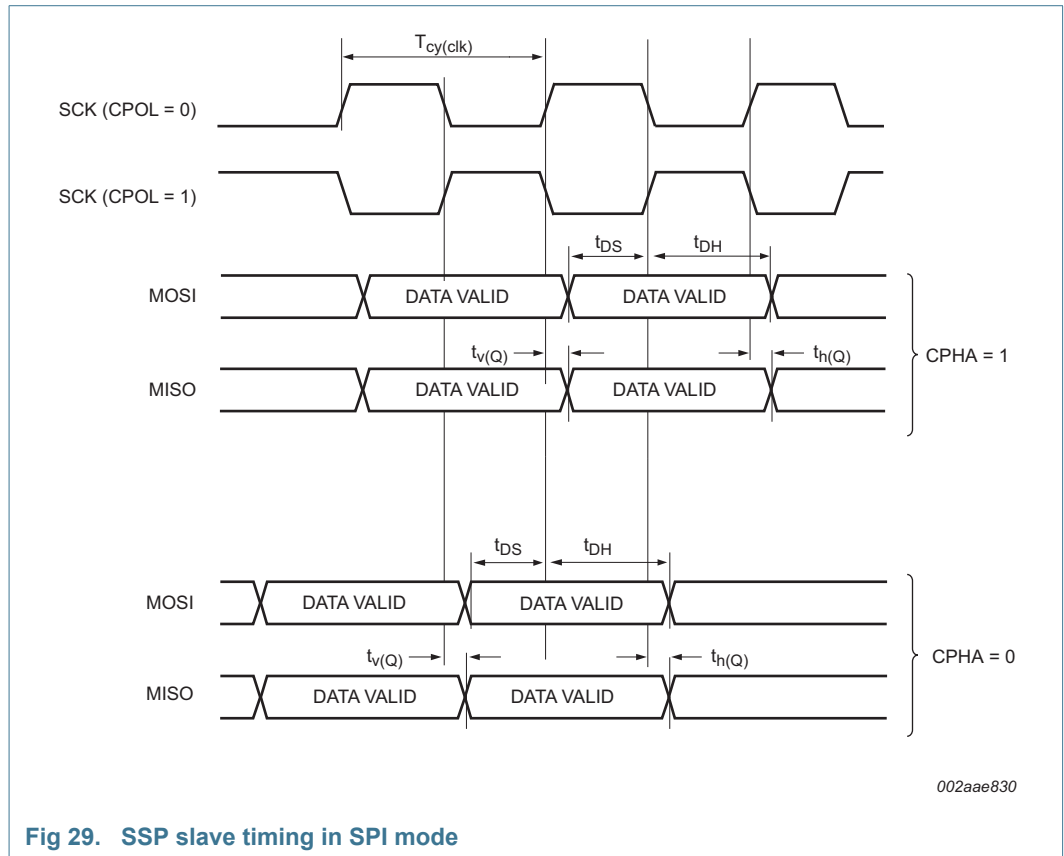 Tcy(clk)
SCK (CPOL = 0)
SCK (CPOL = 1)
tDS tDH
MOSI DATA VALID DATA VALID
tv(Q) th(Q)
CPHA = 1
MISO DATA VALID DATA VALID
tDS tDH
MOSI DATA VALID DATA VALID
tv(Q) th(Q)
CPHA = 0
MISO DATA VALID DATA VALID
002aae830
Fig 29. SSP slave timing in SPI mode